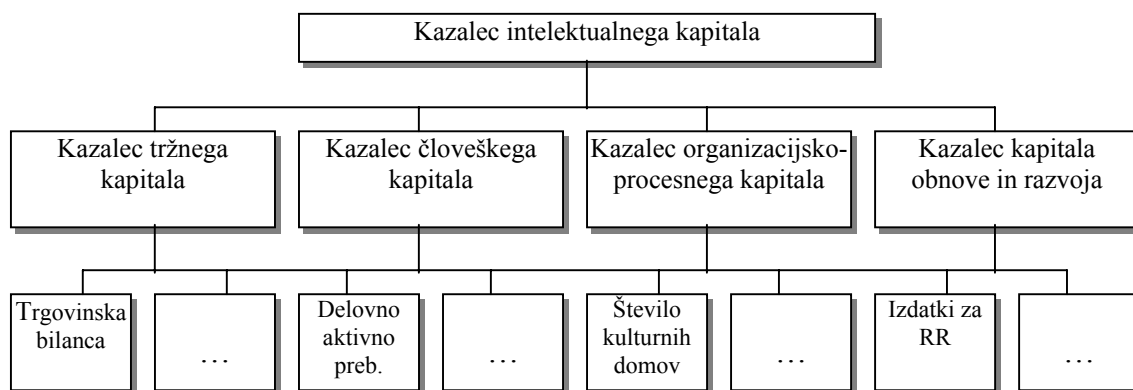 Kazalec intelektualnega kapitala
Kazalec tržnega
kapitala
Kazalec človeškega
kapitala
Kazalec organizacijsko-
procesnega kapitala
Kazalec kapitala
obnove in razvoja
Trgovinska
bilanca
…
Delovno
aktivno
preb.
…
Število
kulturnih
domov
…
Izdatki za
RR
…